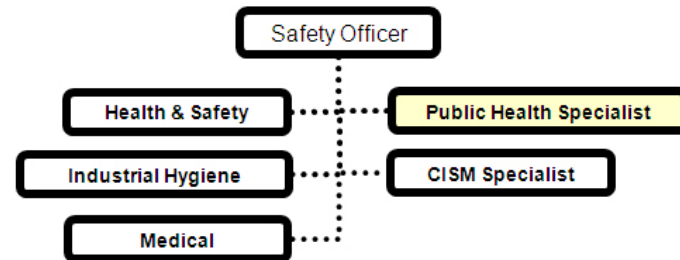 Safety Officer
Health & Safety
Public Health Specialist
Industrial Hygiene
CISM Specialist
Medical